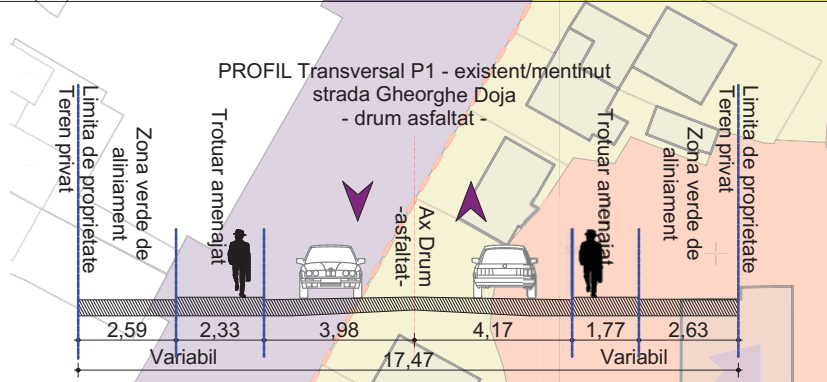 PROFIL Transversal P1 - existent/mentinut
strada Gheorghe Doja
- drum asfaltat -
Limita de proprietate
Teren privat
Zona verde de
aliniament
Trotuar amenajat
Ax Drum
-asfaltat-
Trotuar amenajat
Zona verde de
aliniament
Limita de proprietate
Teren privat
2,59 2,33 3,98 4,17 1,77 2,63
Variabil 17,47 Variabil